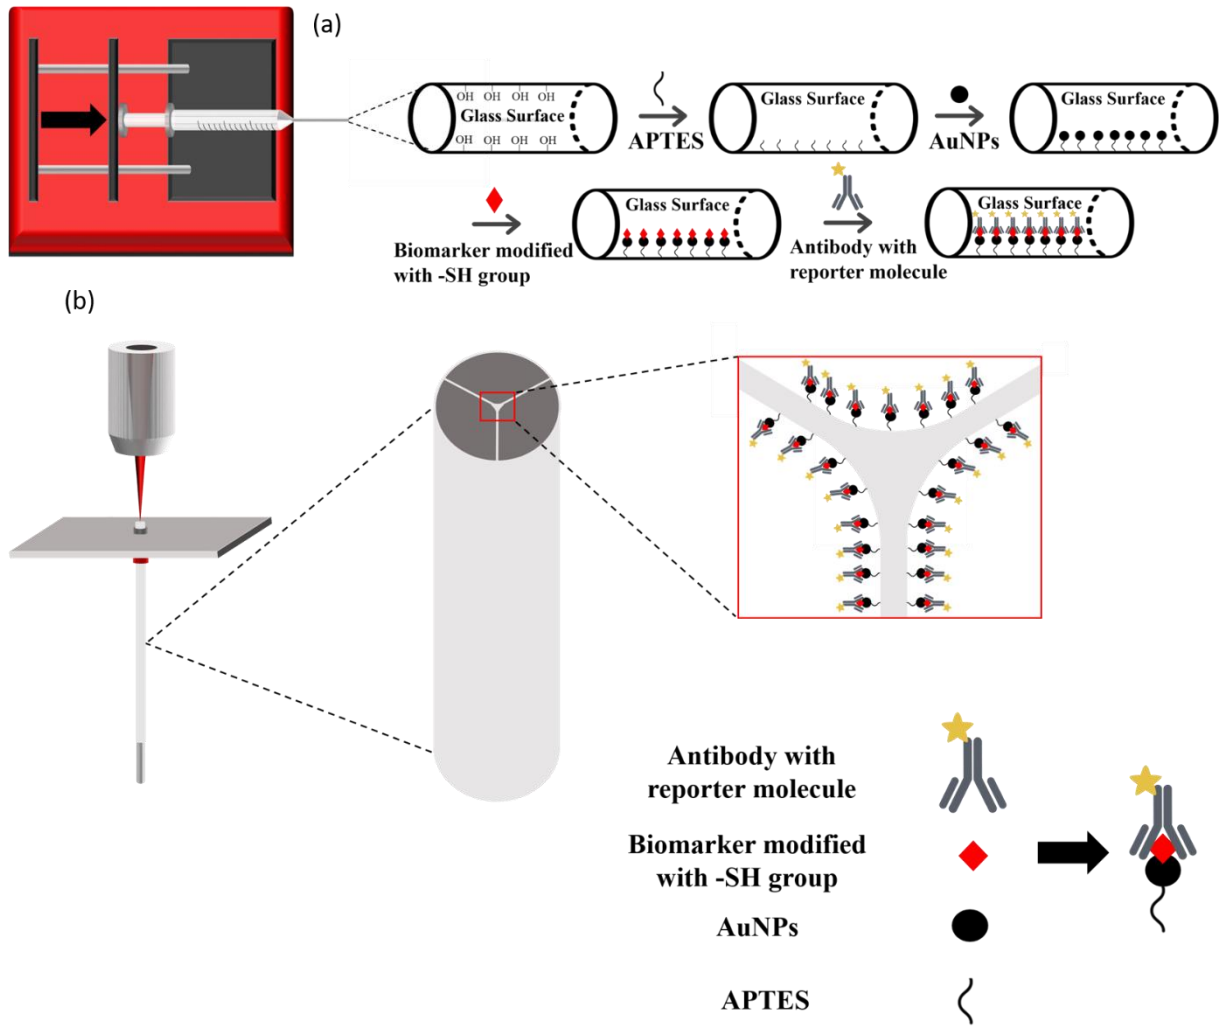 (a)
OH OH OH OH
Glass Surface
OH OH OH OH
APTES
Glass Surface
AuNPs
Glass Surface
Biomarker modified
with -SH group
Glass Surface
Antibody with
reporter molecule
Glass Surface
(b)
Antibody with
reporter molecule
Biomarker modified
with -SH group
AuNPs
APTES